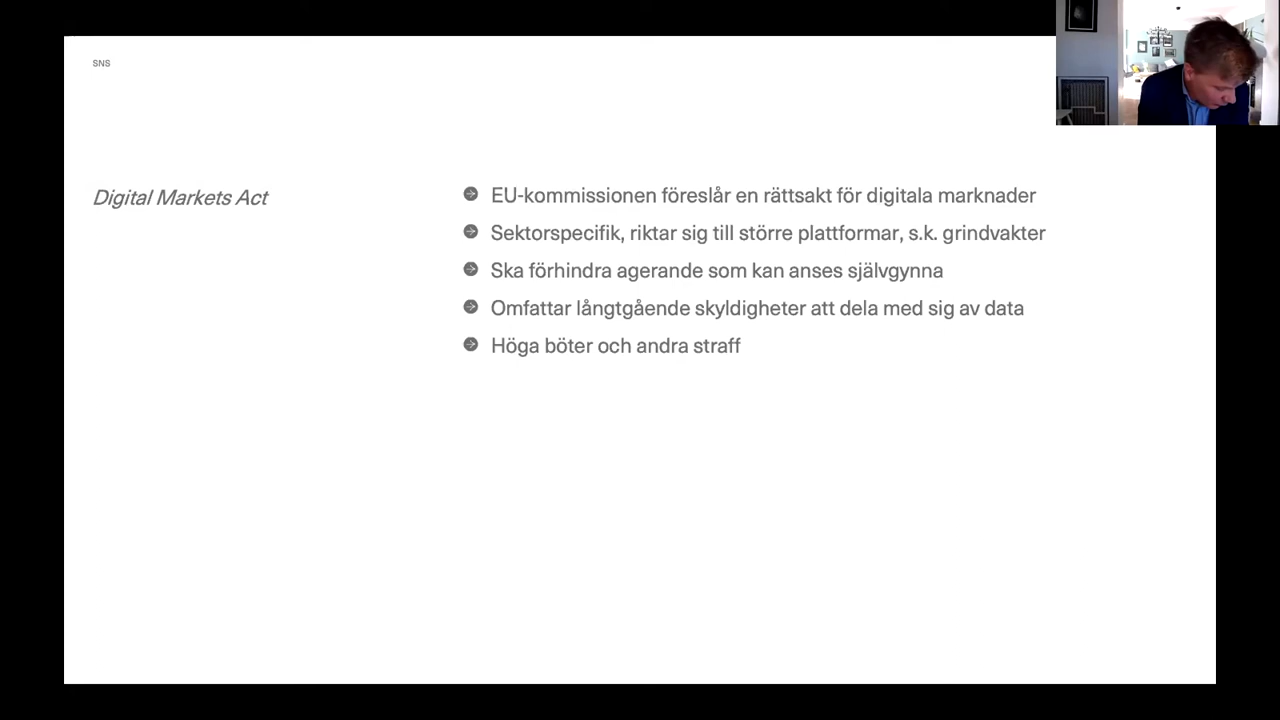 SNS
Digital Markets Act
EU-kommissionen föreslår en rättsakt för digitala marknader
Sektorspecifik, riktar sig till större plattformar, s.k. grindvakter
Ska förhindra agerande som kan anses självgynna
Omfattar långtgående skyldigheter att dela med sig av data
Höga böter och andra straff